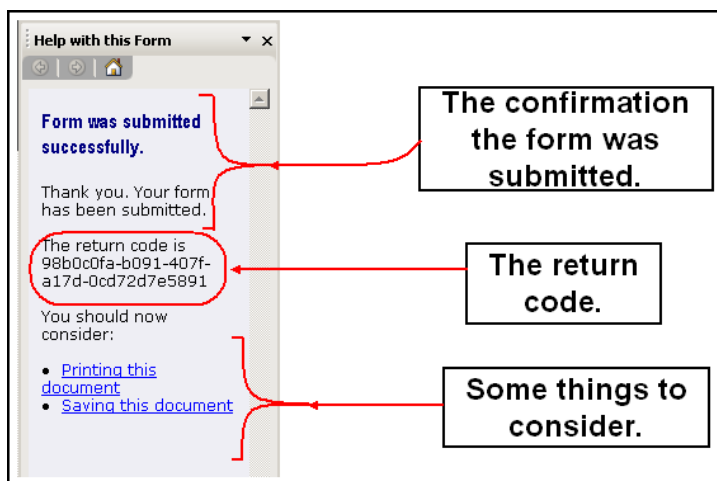 Help with this Form
Form was submitted
successfully.
Thank you. Your form
has been submitted.
The return code is
98b0c0fa-b091-407f-
a17d-0cd72d7e5891
You should now
consider:
• Printing this
document
• Saving this document
The confirmation
the form was
submitted.
The return
code.
Some things to
consider.